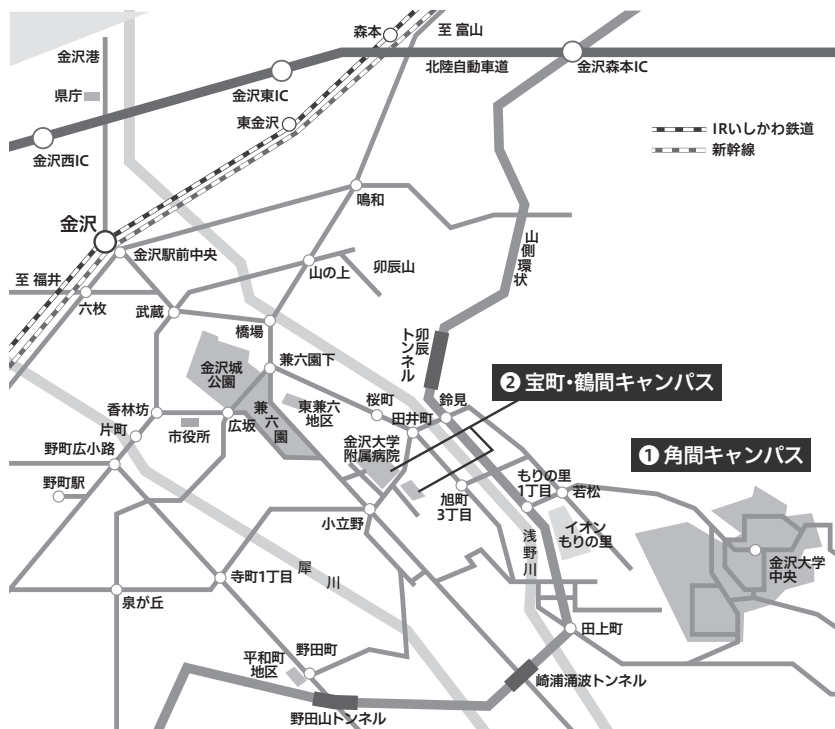 森本
至 富山
金沢港
北陸自動車道
金沢森本IC
県庁
金沢東IC
東金沢
IRいしかわ鉄道
新幹線
金沢西IC
鳴和
金沢
金沢駅前中央
山側環状
山の上
卯辰山
至 福井
六枚
武蔵
橋場
卯辰
トンネル
金沢城
公園
兼六園下
❷ 宝町・鶴間キャンパス
桜町
鈴見
香林坊
広坂
兼六園
東兼六
地区
田井町
片町
市役所
金沢大学
附属病院
❶ 角間キャンパス
野町広小路
野町駅
もりの里
1丁目
若松
旭町
3丁目
小立野
イオン
もりの里
浅野川
金沢大学
中央
寺町1丁目
犀川
泉が丘
田上町
野田町
平和町
地区
崎浦涌波トンネル
野田山トンネル